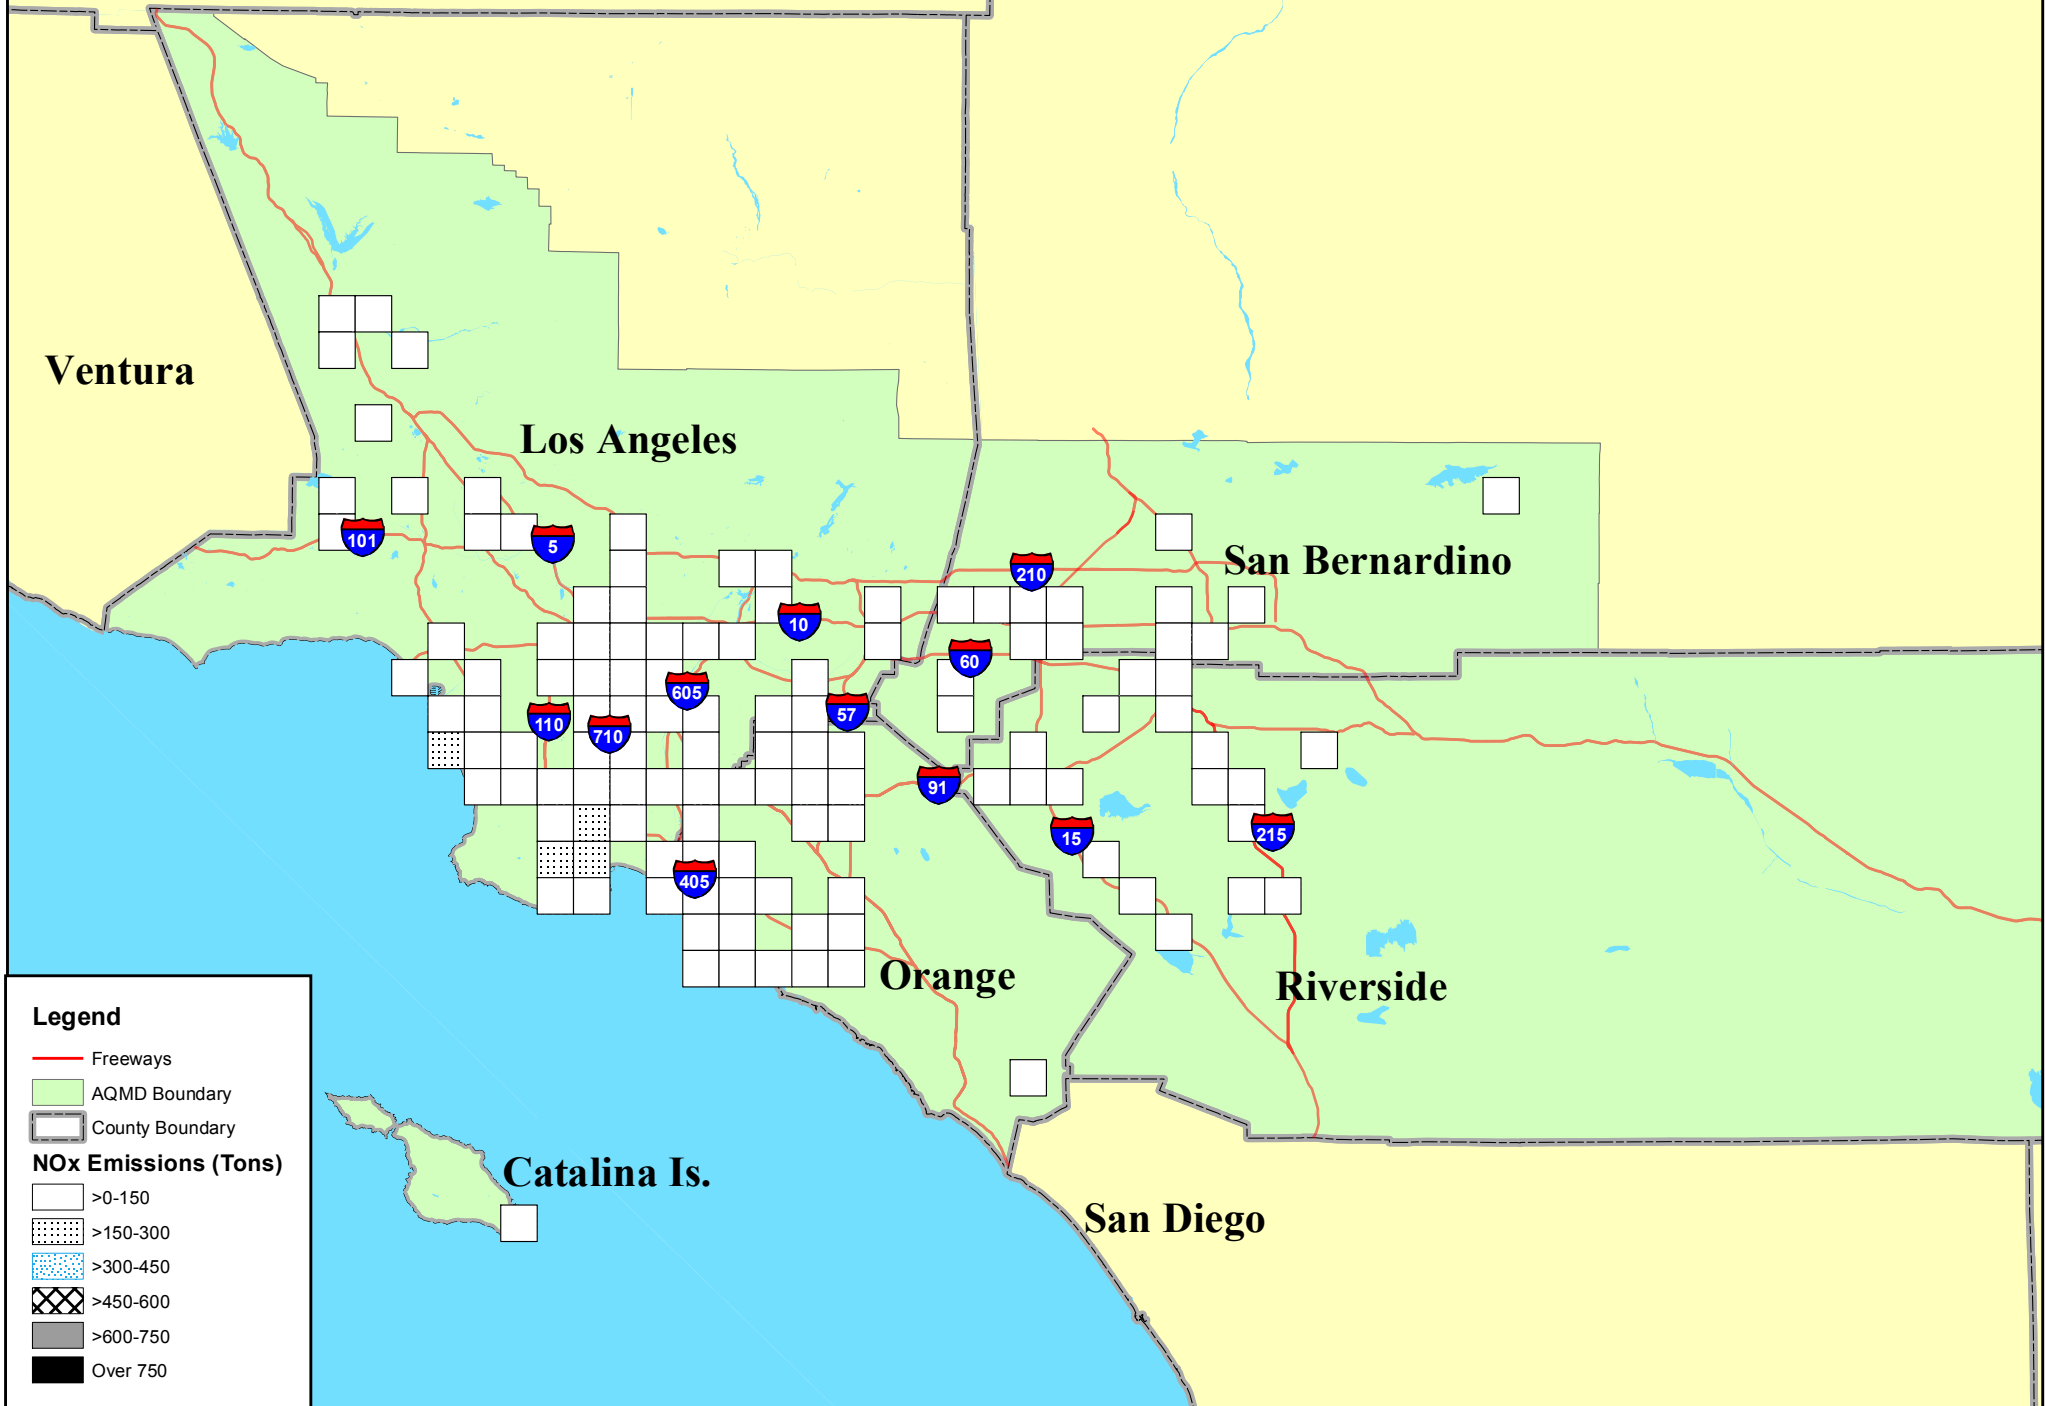 Ventura
Los Angeles
101
5
210
San Bernardino
10
60
605
110
710
57
91
15
215
405
Orange
Riverside
Catalina Is.
San Diego
Legend
Freeways
AQMD Boundary
County Boundary
NOx Emissions (Tons)
>0-150
>150-300
>300-450
>450-600
>600-750
Over 750